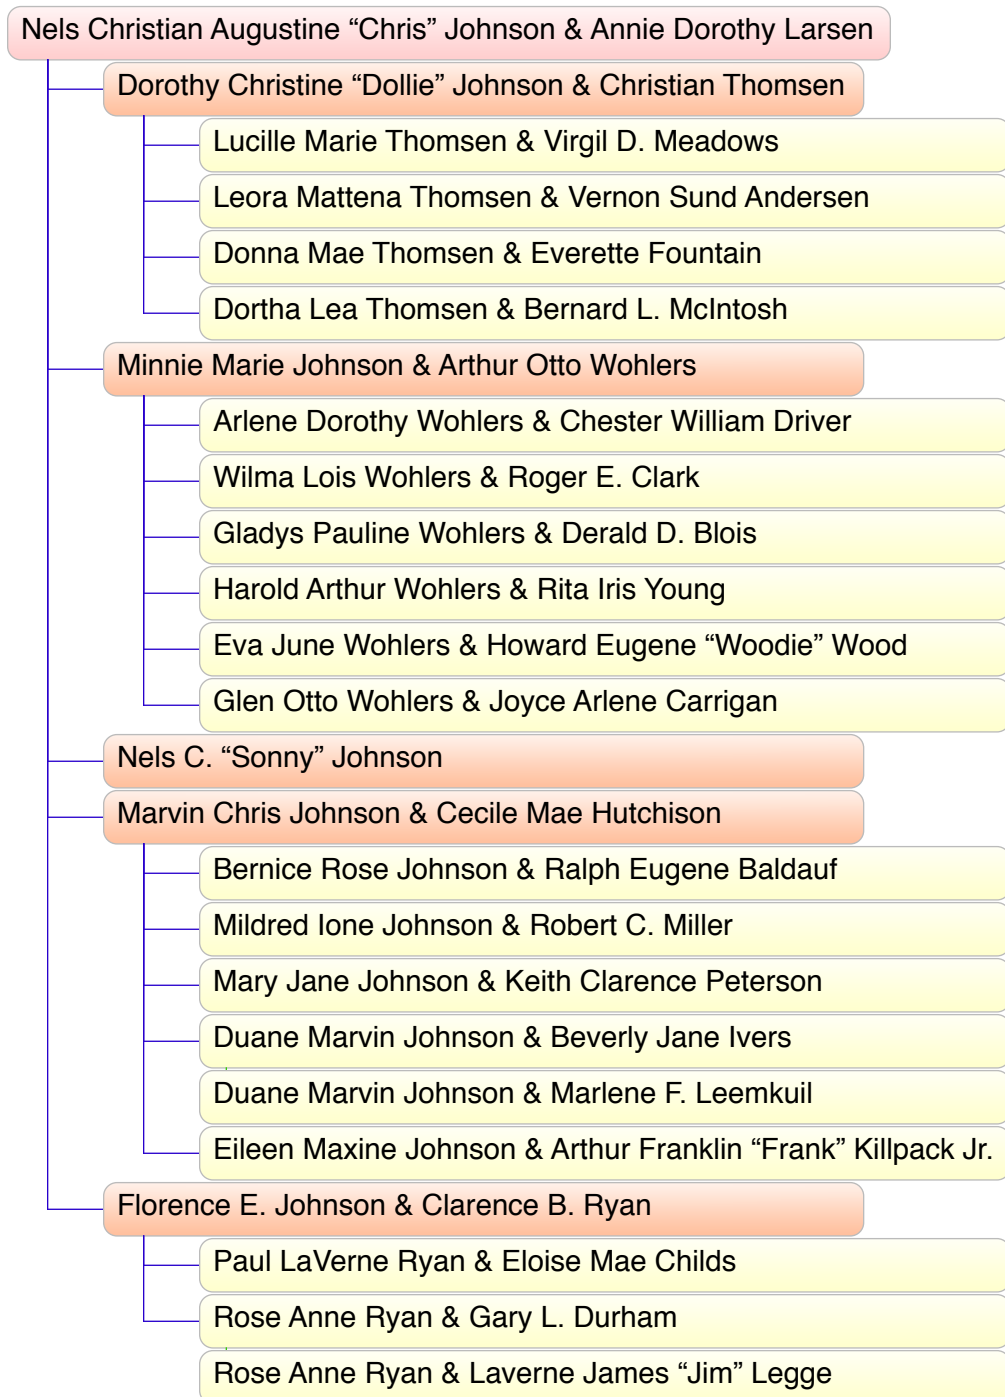 Nels Christian Augustine “Chris” Johnson & Annie Dorothy Larsen
Dorothy Christine “Dollie” Johnson & Christian Thomsen
Lucille Marie Thomsen & Virgil D. Meadows
Leora Mattena Thomsen & Vernon Sund Andersen
Donna Mae Thomsen & Everette Fountain
Dortha Lea Thomsen & Bernard L. McIntosh
Minnie Marie Johnson & Arthur Otto Wohlers
Arlene Dorothy Wohlers & Chester William Driver
Wilma Lois Wohlers & Roger E. Clark
Gladys Pauline Wohlers & Derald D. Blois
Harold Arthur Wohlers & Rita Iris Young
Eva June Wohlers & Howard Eugene “Woodie” Wood
Glen Otto Wohlers & Joyce Arlene Carrigan
Nels C. “Sonny” Johnson
Marvin Chris Johnson & Cecile Mae Hutchison
Bernice Rose Johnson & Ralph Eugene Baldauf
Mildred Ione Johnson & Robert C. Miller
Mary Jane Johnson & Keith Clarence Peterson
Duane Marvin Johnson & Beverly Jane Ivers
Duane Marvin Johnson & Marlene F. Leemkuil
Eileen Maxine Johnson & Arthur Franklin “Frank” Killpack Jr.
Florence E. Johnson & Clarence B. Ryan
Paul LaVerne Ryan & Eloise Mae Childs
Rose Anne Ryan & Gary L. Durham
Rose Anne Ryan & Laverne James “Jim” Legge